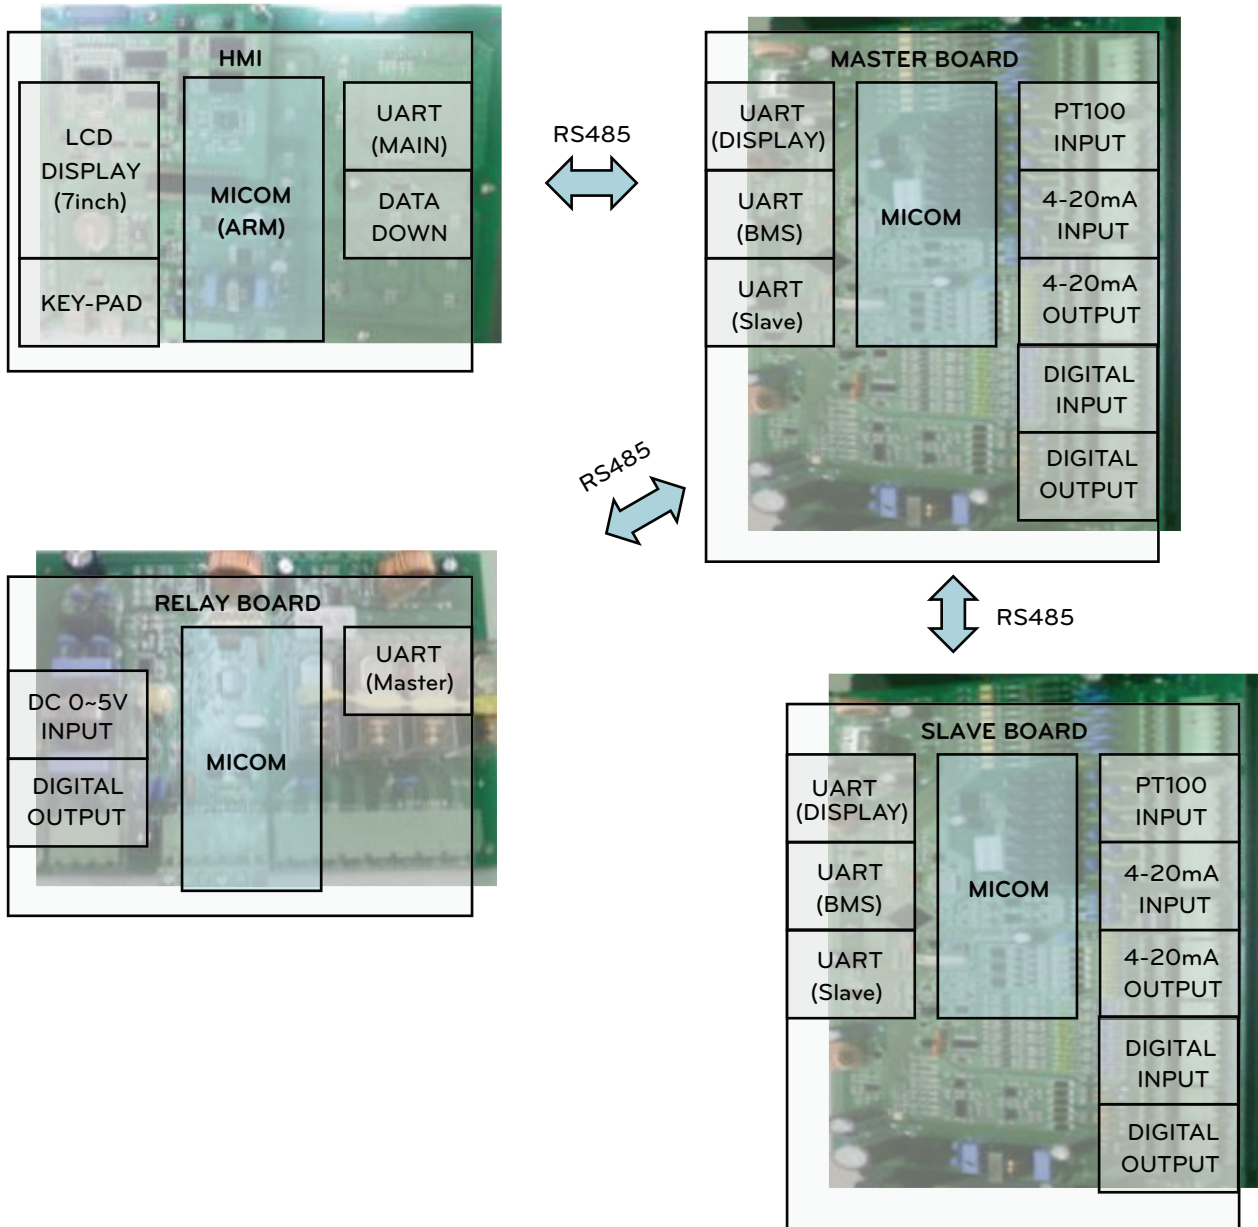 HMI
LCD
DISPLAY
(7inch)
KEY-PAD
MICOM
(ARM)
UART
(MAIN)
DATA
DOWN
RS485
MASTER BOARD
UART
(DISPLAY)
UART
(BMS)
UART
(Slave)
MICOM
PT100
INPUT
4-20mA
INPUT
4-20mA
OUTPUT
DIGITAL
INPUT
DIGITAL
OUTPUT
RS485
RELAY BOARD
DC 0~5V
INPUT
DIGITAL
OUTPUT
MICOM
UART
(Master)
RS485
SLAVE BOARD
UART
(DISPLAY)
UART
(BMS)
UART
(Slave)
MICOM
PT100
INPUT
4-20mA
INPUT
4-20mA
OUTPUT
DIGITAL
INPUT
DIGITAL
OUTPUT